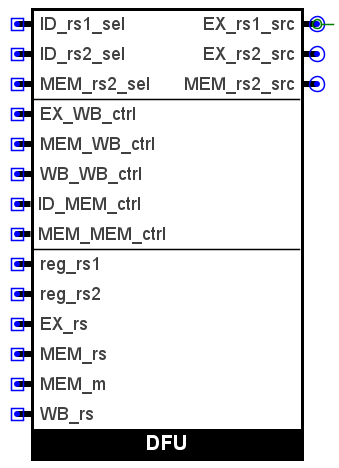 ID_rs1_sel EX_rs1_src
ID_rs2_sel EX_rs2_src
MEM_rs2_sel MEM_rs2_src
EX_WB_ctrl
MEM_WB_ctrl
WB_WB_ctrl
ID_MEM_ctrl
MEM_MEM_ctrl
reg_rs1
reg_rs2
EX_rs
MEM_rs
MEM_m
WB_rs
DFU